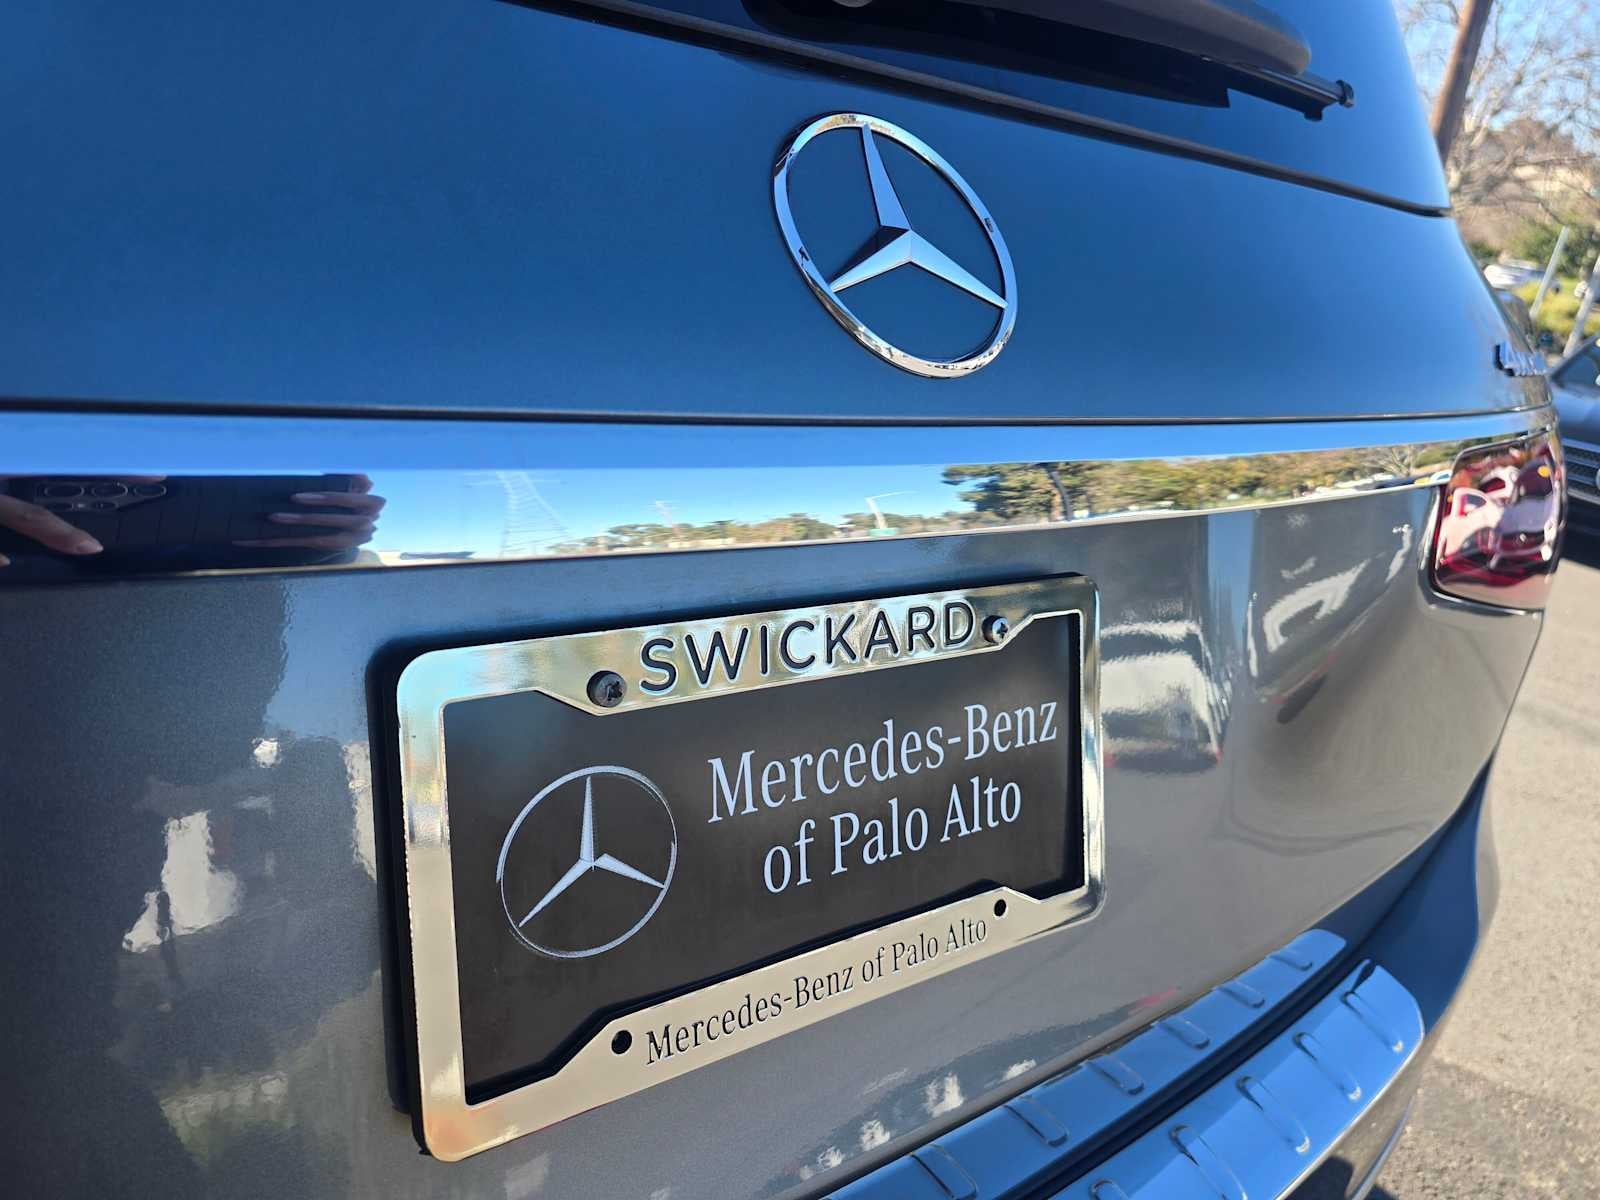 SWICKARD
Mercedes-Benz
of Palo Alto
Mercedes-Benz of Palo Alto